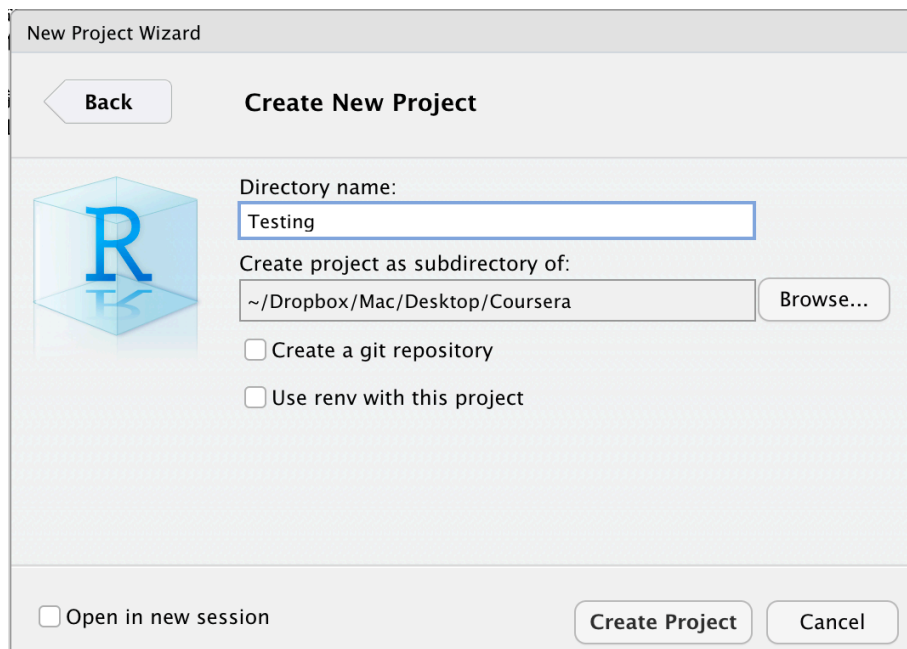 New Project Wizard
Back
Create New Project
Directory name:
Testing
Create project as subdirectory of:
~/Dropbox/Mac/Desktop/Coursera
Browse...
Create a git repository
Use renv with this project
R
Open in new session
Create Project
Cancel